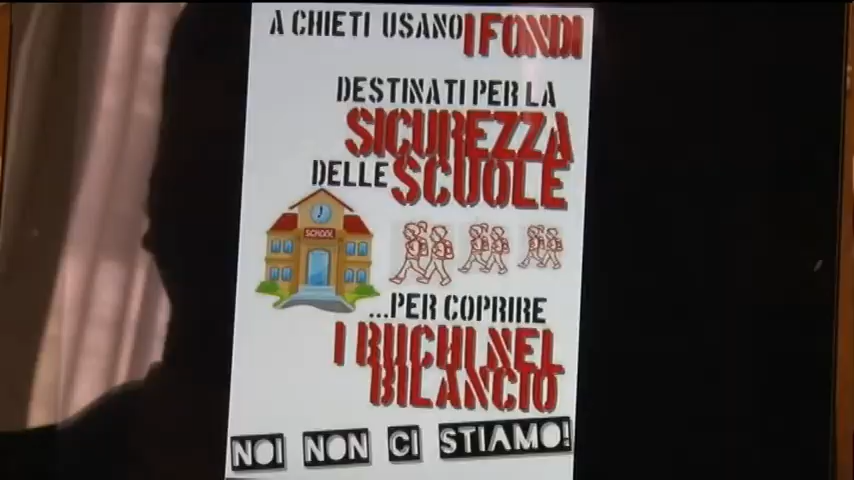 A CHIETI USANO I FONDI
DESTINATI PER LA
SICUREZZA
DELLE SCUOLE
SCHOOL
...PER COPRIRE
I BUCHI NEL
BILANCIO
NOI NON CI STIAMO!